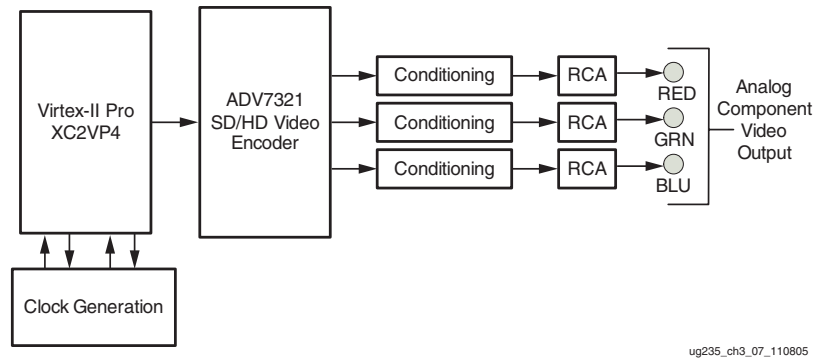 Virtex-II Pro
XC2VP4
ADV7321
SD/HD Video
Encoder
Conditioning
RCA
RED
Conditioning
RCA
GRN
Conditioning
RCA
BLU
Analog
Component
Video
Output
Clock Generation
ug235_ch3_07_110805